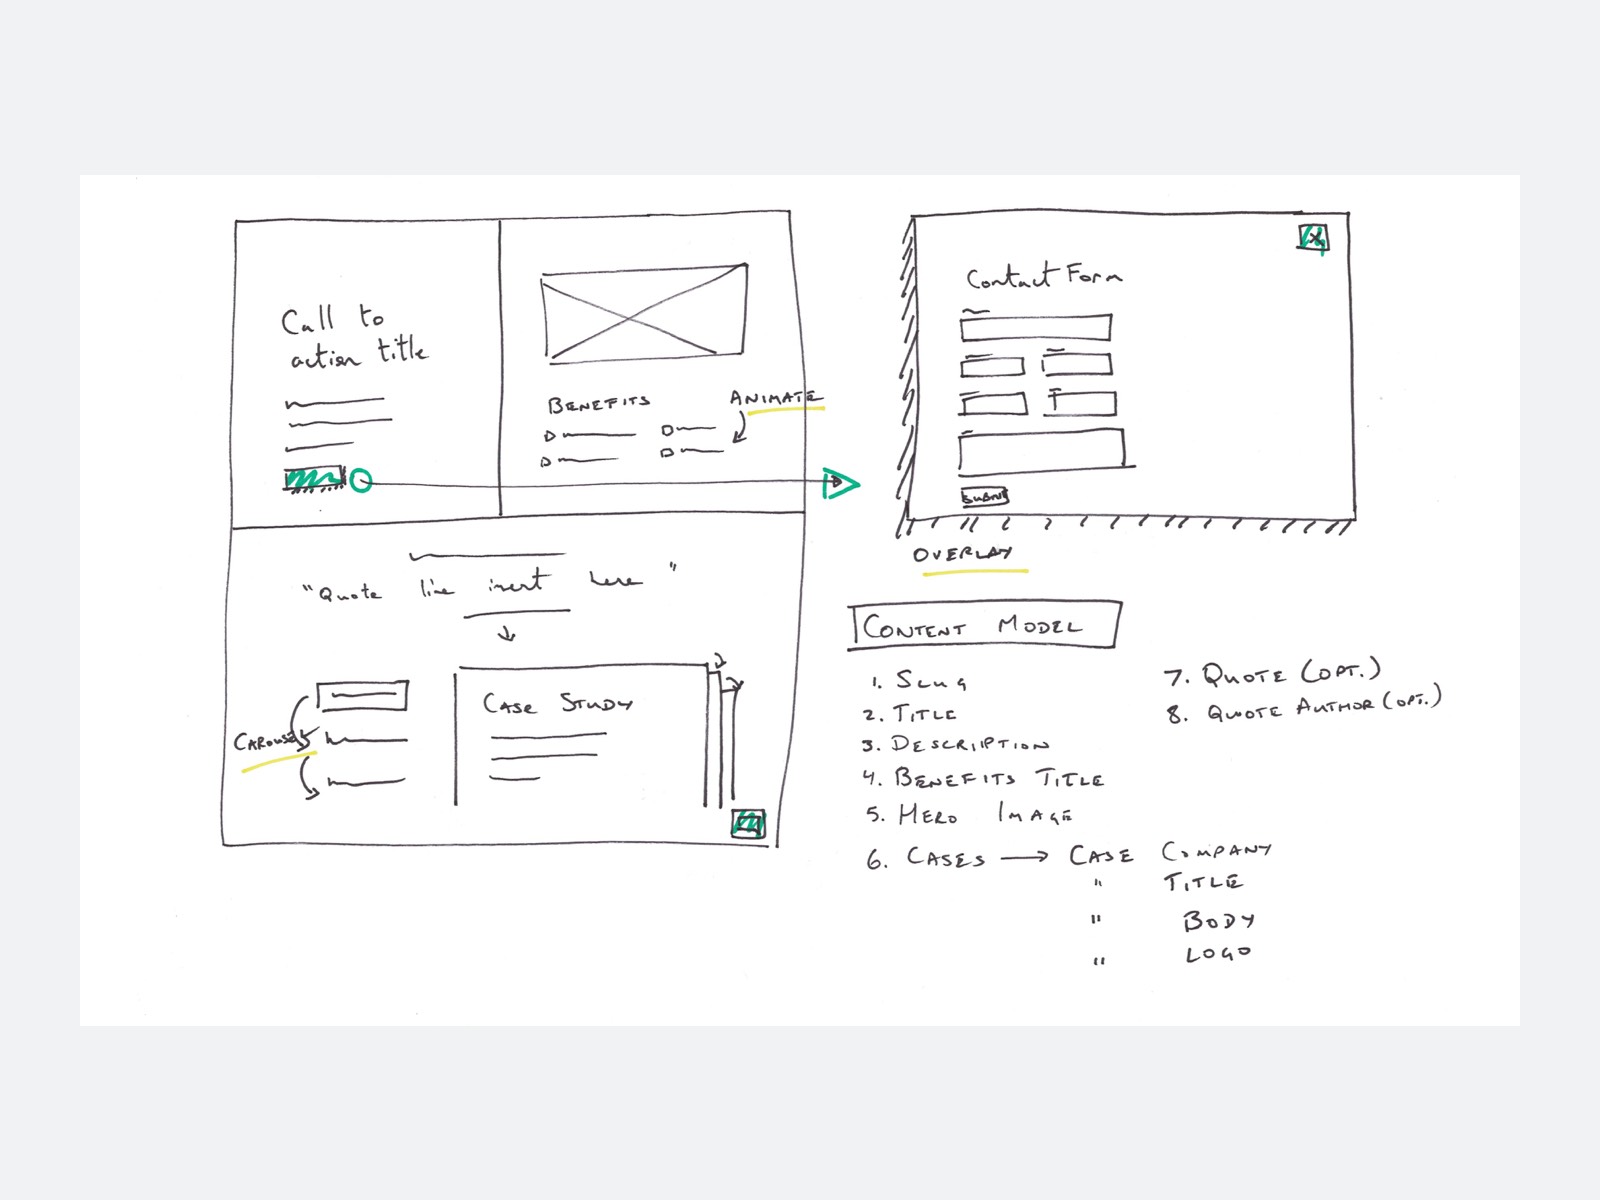 Call to
action title
BENEFITS
ANIMATE
"Quote line insert here"
CAROUSEL
CASE STUDY
x
Contact Form
SUBMIT
OVERLAY
CONTENT MODEL
1. SLUG
2. TITLE
3. DESCRIIPTION
4. BENEFITS TITLE
5. HERO IMAGE
6. CASES → CASE COMPANY
" TITLE
" BODY
" LOGO
7. QUOTE (OPT.)
8. QUOTE AUTHOR (OPT.)